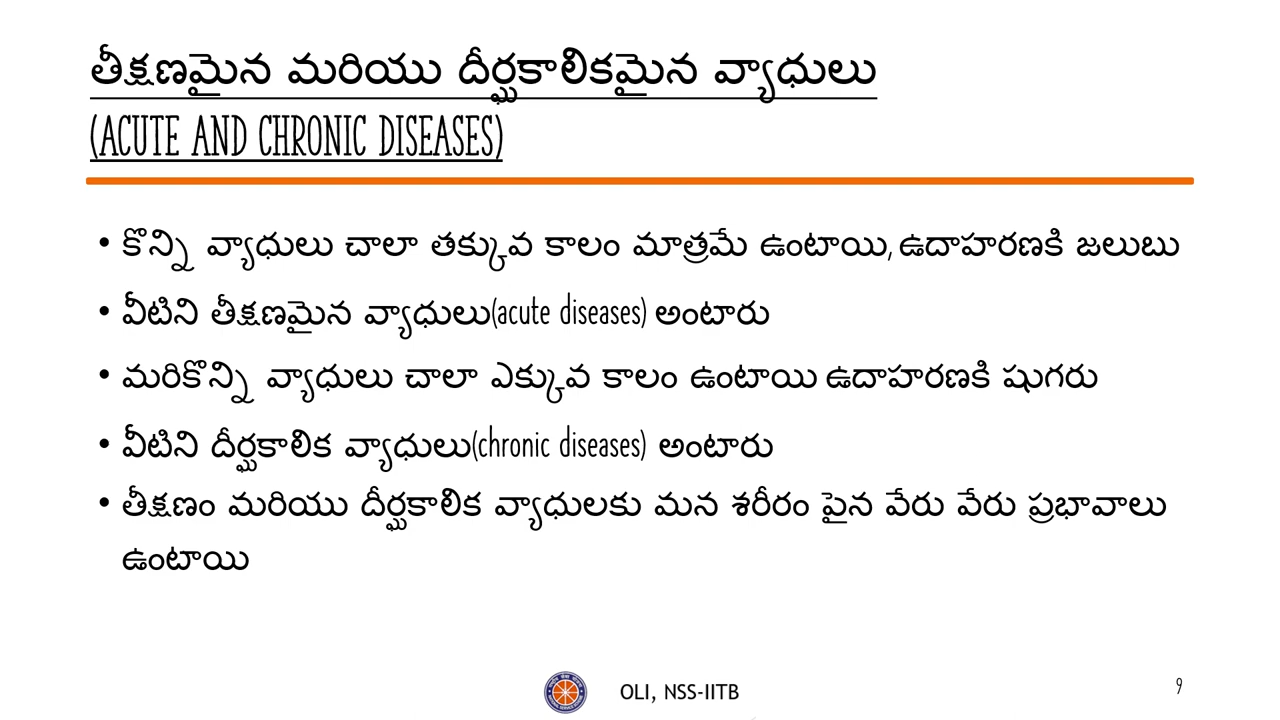 తీక్షణమైన మరియు దీర్ఘకాలికమైన వ్యాధులు
(ACUTE AND CHRONIC DISEASES)
• కొన్ని వ్యాధులు చాలా తక్కువ కాలం మాత్రమే ఉంటాయి, ఉదాహరణకి జలుబు
• వీటిని తీక్షణమైన వ్యాధులు(acute diseases) అంటారు
• మరికొన్ని వ్యాధులు చాలా ఎక్కువ కాలం ఉంటాయి ఉదాహరణకి షుగరు
• వీటిని దీర్ఘకాలిక వ్యాధులు(chronic diseases) అంటారు
• తీక్షణం మరియు దీర్ఘకాలిక వ్యాధులకు మన శరీరం పైన వేరు వేరు ప్రభావాలు
ఉంటాయి
OLI, NSS-IITB
9